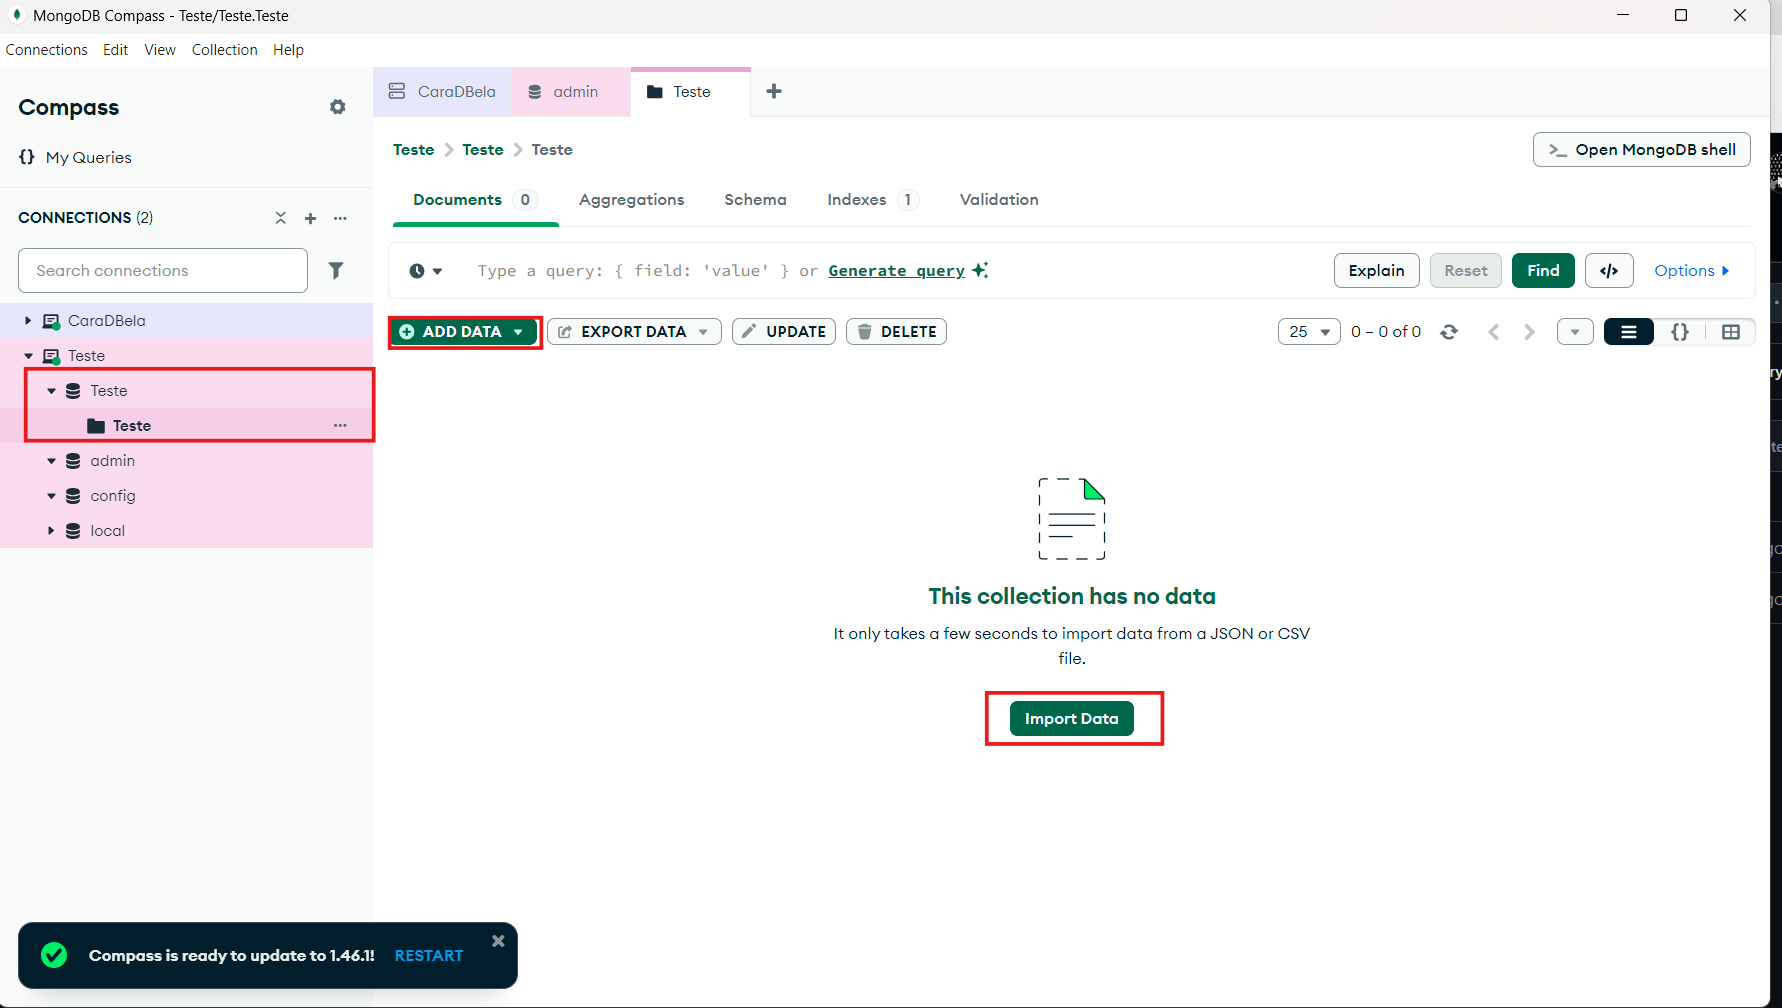 MongoDB Compass - Teste/Teste.Teste
Connections Edit View Collection Help
Compass
{} My Queries
CONNECTIONS (2)
Search connections
CaraDBela
Teste
Teste
Teste
admin
config
local
CaraDBela admin Teste
Teste > Teste > Teste
>_ Open MongoDB shell
Documents 0 Aggregations Schema Indexes 1 Validation
Type a query: { field: 'value' } or Generate query
Explain Reset Find </> Options
ADD DATA EXPORT DATA UPDATE DELETE
25 0 – 0 of 0 {}
This collection has no data
It only takes a few seconds to import data from a JSON or CSV
file.
Import Data
Compass is ready to update to 1.46.1! RESTART